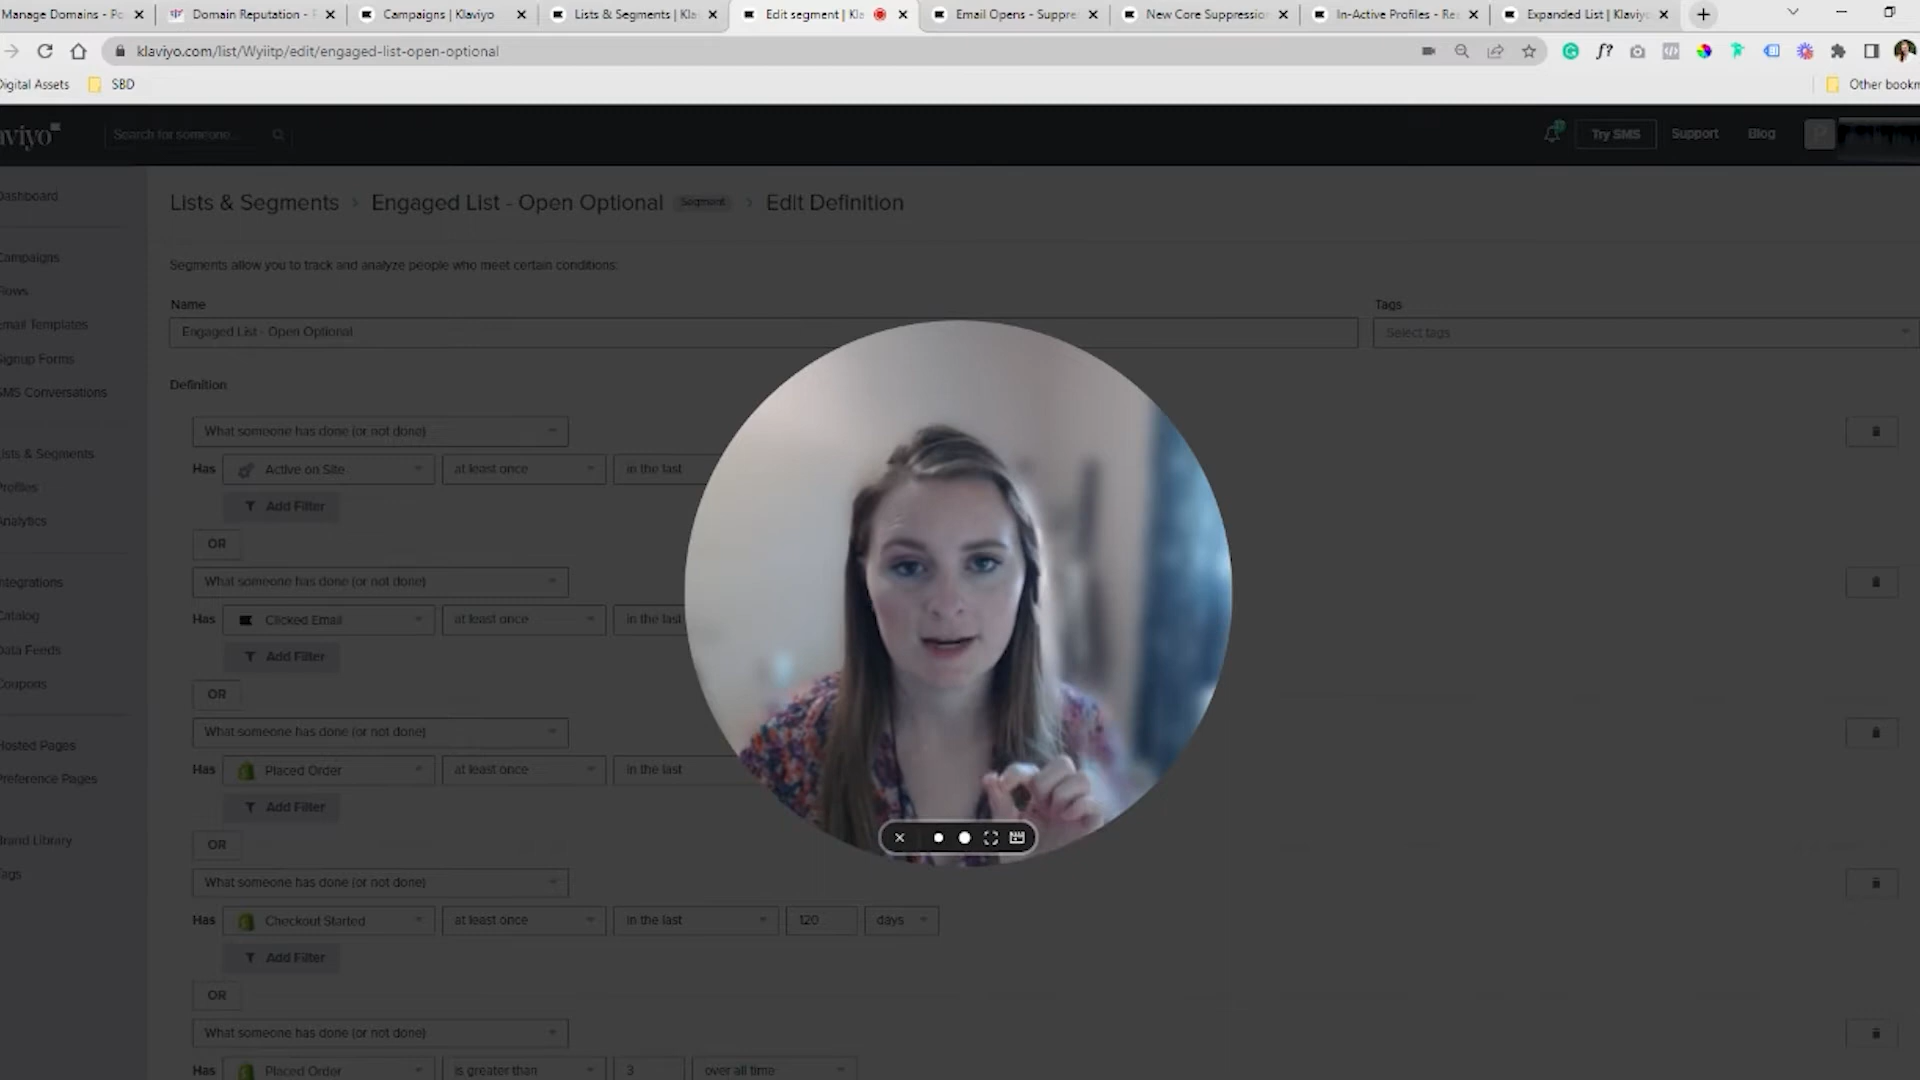 Manage Domains - Po
Domain Reputation -
Campaigns | Klaviyo
Lists & Segments | Kla
Edit segment | Kla
Email Opens - Suppre
New Core Suppression
In-Active Profiles - Re
Expanded List | Klaviyo
klaviyo.com/list/Wyiitp/edit/engaged-list-open-optional
Digital Assets
SBD
Other bookm
aviyo
Search for someone...
Try SMS
Support
Blog
Dashboard
Campaigns
Flows
Email Templates
Signup Forms
SMS Conversations
Lists & Segments
Profiles
Analytics
Integrations
Catalog
Data Feeds
Coupons
Hosted Pages
Preference Pages
Brand Library
Tags
Lists & Segments > Engaged List - Open Optional Segment > Edit Definition
Segments allow you to track and analyze people who meet certain conditions:
Name
Engaged List - Open Optional
Tags
Select tags
Definition
What someone has done (or not done)
Has Active on Site at least once in the last
Add Filter
OR
What someone has done (or not done)
Has Clicked Email at least once in the last
Add Filter
OR
What someone has done (or not done)
Has Placed Order at least once in the last
Add Filter
OR
What someone has done (or not done)
Has Checkout Started at least once in the last 120 days
Add Filter
OR
What someone has done (or not done)
Has Placed Order is greater than 3 over all time